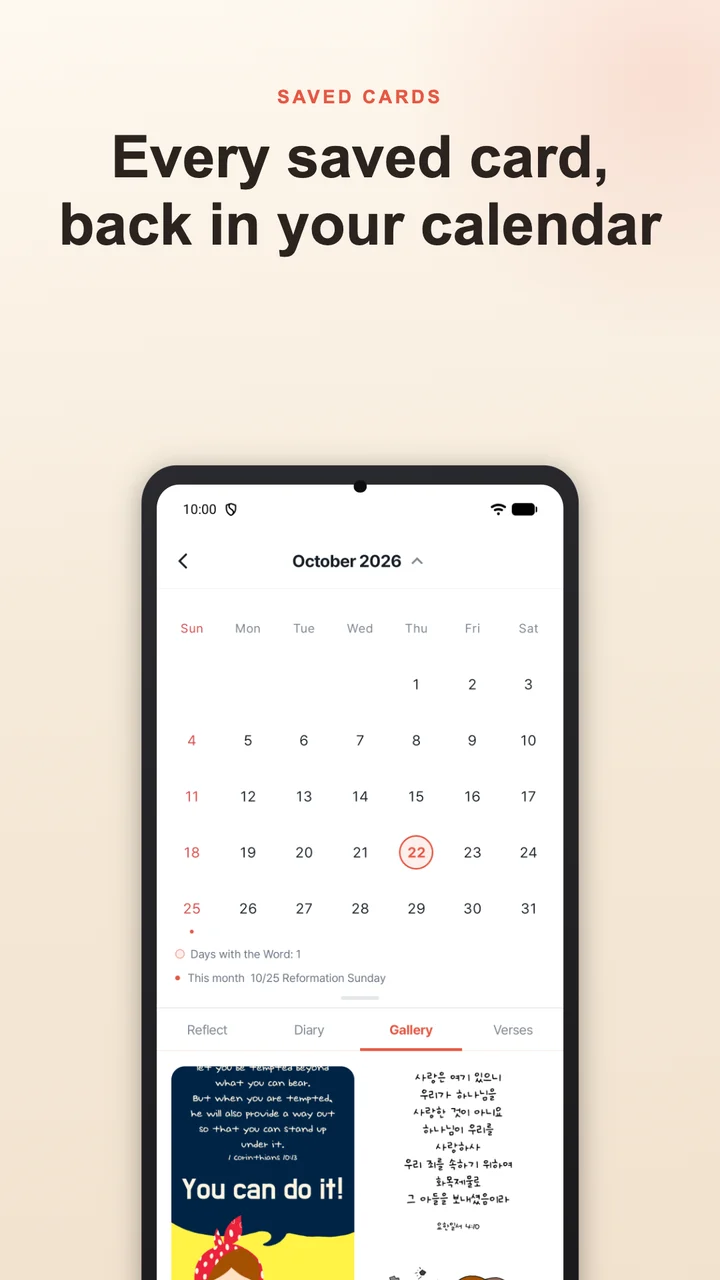 SAVED CARDS
Every saved card,
back in your calendar
10:00
October 2026
Sun Mon Tue Wed Thu Fri Sat
1 2 3
4 5 6 7 8 9 10
11 12 13 14 15 16 17
18 19 20 21 22 23 24
25 26 27 28 29 30 31
Days with the Word: 1
This month 10/25 Reformation Sunday
Reflect Diary Gallery Verses
let you be tempted beyond
what you can bear.
But when you are tempted,
he will also provide a way out
so that you can stand up
under it.
1 Corinthians 10:13
You can do it!
사랑은 여기 있으니
우리가 하나님을
사랑한 것이 아니요
하나님이 우리를
사랑하사
우리 죄를 속하기 위하여
화목제물로
그 아들을 보내셨음이라
요한일서 4:10